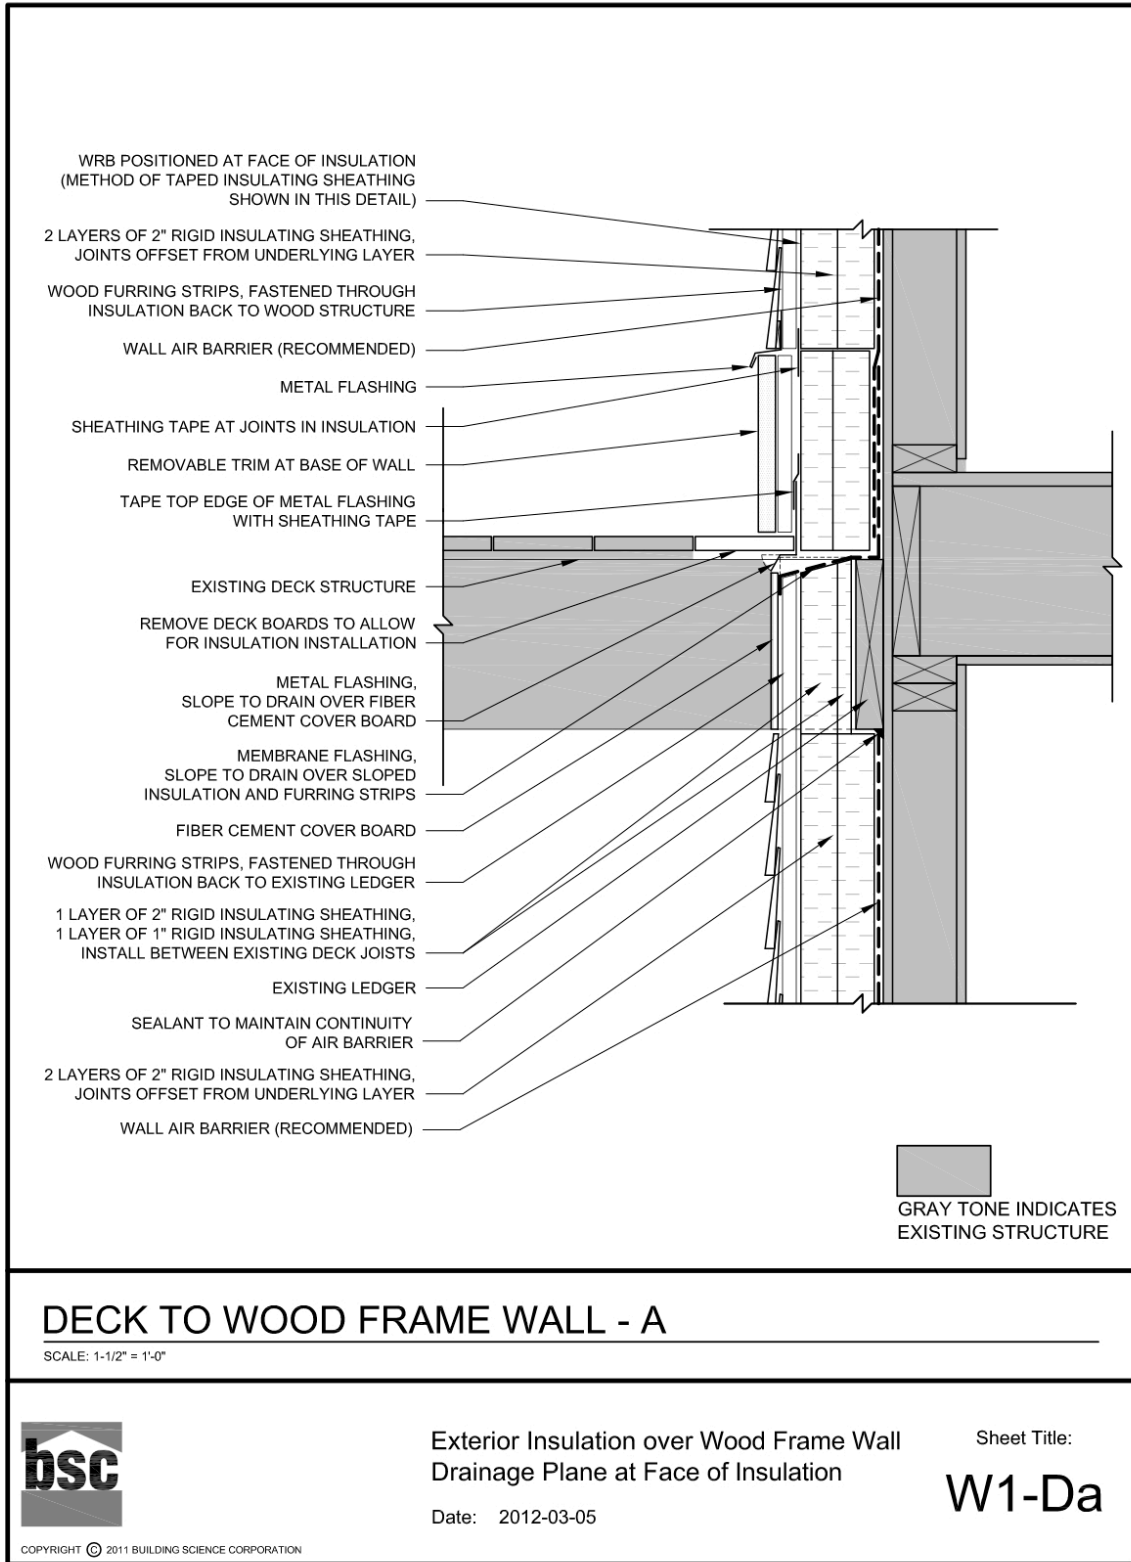 WRB POSITIONED AT FACE OF INSULATION
(METHOD OF TAPED INSULATING SHEATHING
SHOWN IN THIS DETAIL)
2 LAYERS OF 2" RIGID INSULATING SHEATHING,
JOINTS OFFSET FROM UNDERLYING LAYER
WOOD FURRING STRIPS, FASTENED THROUGH
INSULATION BACK TO WOOD STRUCTURE
WALL AIR BARRIER (RECOMMENDED)
METAL FLASHING
SHEATHING TAPE AT JOINTS IN INSULATION
REMOVABLE TRIM AT BASE OF WALL
TAPE TOP EDGE OF METAL FLASHING
WITH SHEATHING TAPE
EXISTING DECK STRUCTURE
REMOVE DECK BOARDS TO ALLOW
FOR INSULATION INSTALLATION
METAL FLASHING,
SLOPE TO DRAIN OVER FIBER
CEMENT COVER BOARD
MEMBRANE FLASHING,
SLOPE TO DRAIN OVER SLOPED
INSULATION AND FURRING STRIPS
FIBER CEMENT COVER BOARD
WOOD FURRING STRIPS, FASTENED THROUGH
INSULATION BACK TO EXISTING LEDGER
1 LAYER OF 2" RIGID INSULATING SHEATHING,
1 LAYER OF 1" RIGID INSULATING SHEATHING,
INSTALL BETWEEN EXISTING DECK JOISTS
EXISTING LEDGER
SEALANT TO MAINTAIN CONTINUITY
OF AIR BARRIER
2 LAYERS OF 2" RIGID INSULATING SHEATHING,
JOINTS OFFSET FROM UNDERLYING LAYER
WALL AIR BARRIER (RECOMMENDED)
GRAY TONE INDICATES
EXISTING STRUCTURE
DECK TO WOOD FRAME WALL - A
SCALE: 1-1/2" = 1'-0"
bsc
COPYRIGHT © 2011 BUILDING SCIENCE CORPORATION
Exterior Insulation over Wood Frame Wall
Drainage Plane at Face of Insulation
Date: 2012-03-05
Sheet Title:
W1-Da